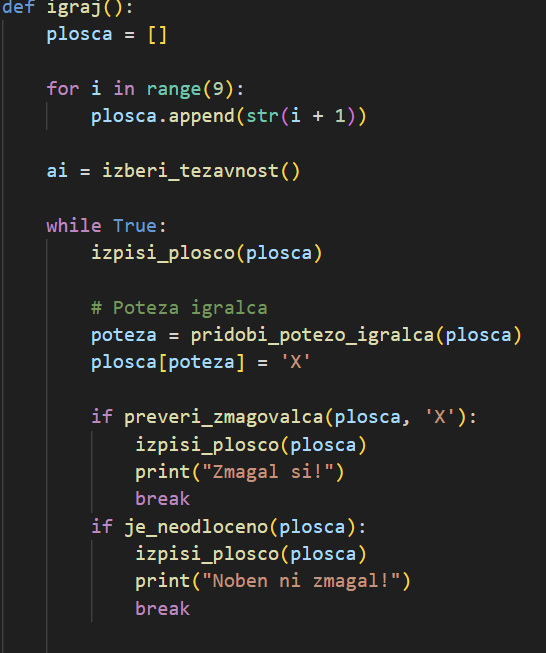 def igraj():
    plosca = []
    for i in range(9):
        plosca.append(str(i + 1))
    ai = izberi_tezavnost()
    while True:
        izpisi_plosco(plosca)
        # Poteza igralca
        poteza = pridobi_potezo_igralca(plosca)
        plosca[poteza] = 'X'
        if preveri_zmagovalca(plosca, 'X'):
            izpisi_plosco(plosca)
            print("Zmagal si!")
            break
        if je_neodloceno(plosca):
            izpisi_plosco(plosca)
            print("Noben ni zmagal!")
            break